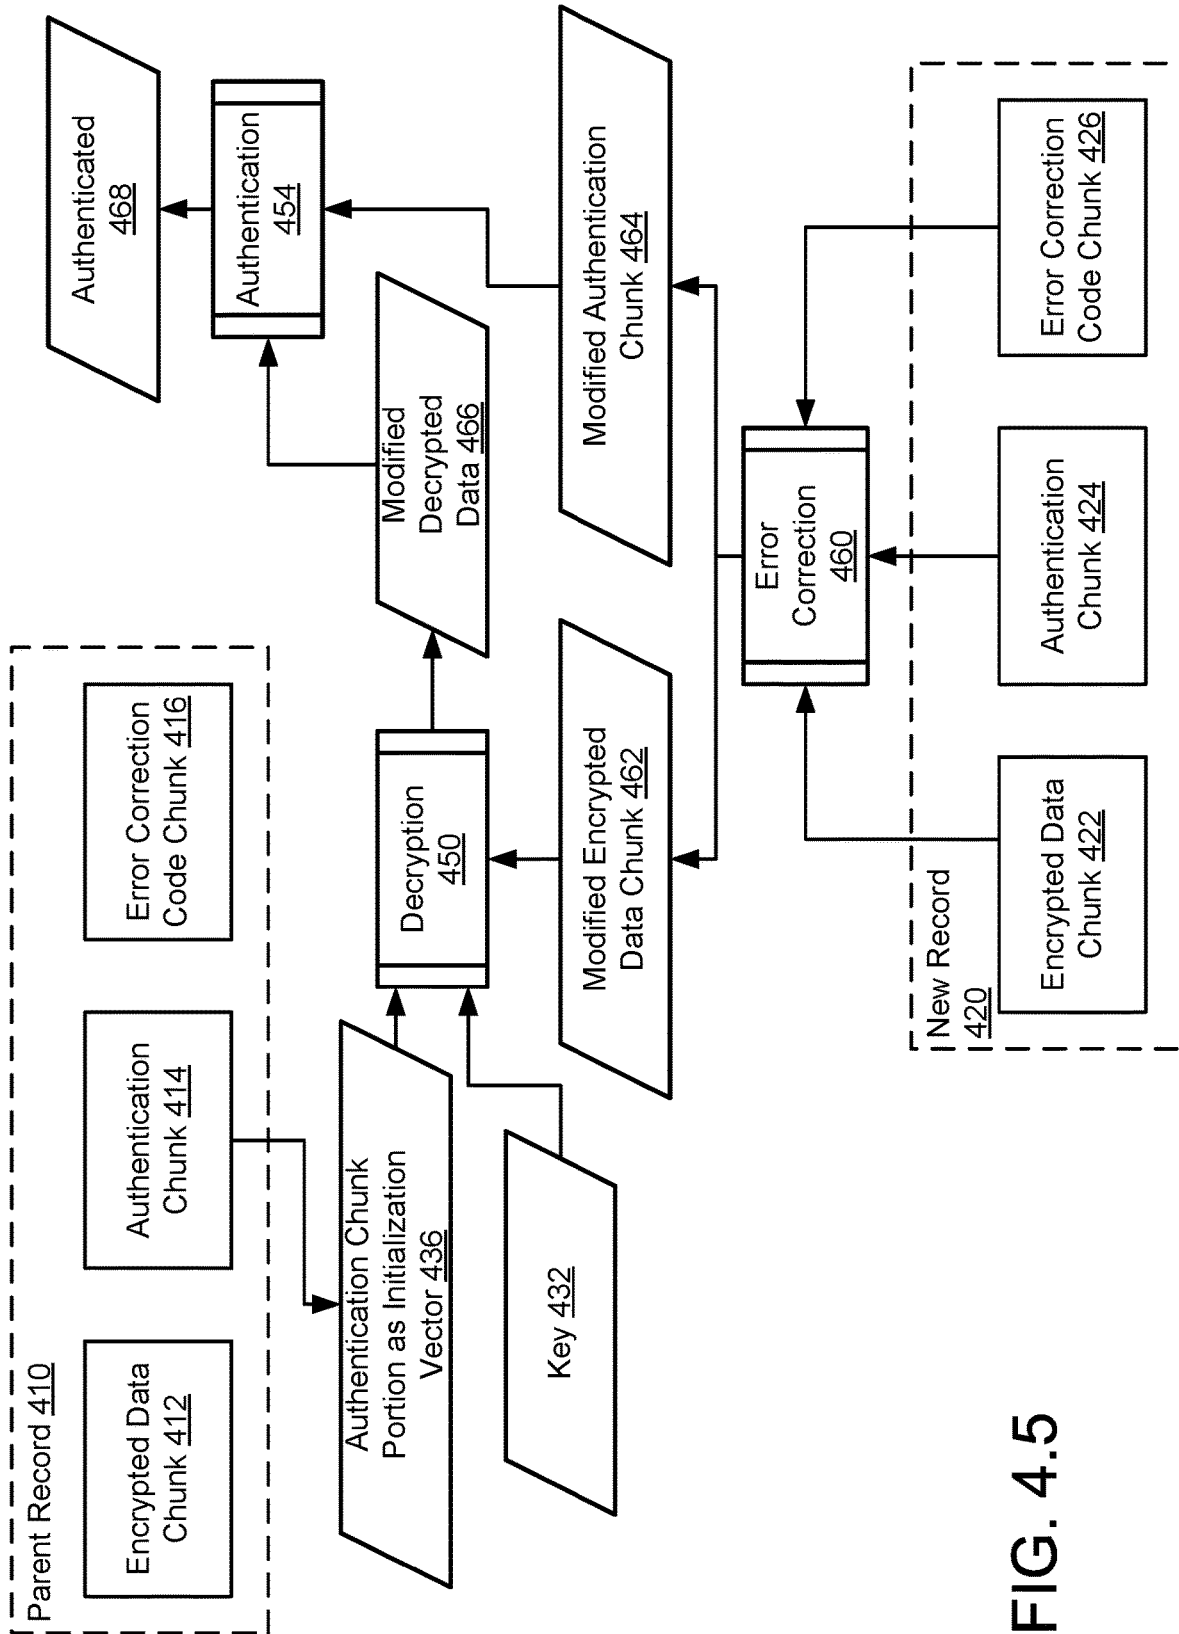 Parent Record 410
Encrypted Data
Chunk 412
Authentication
Chunk 414
Error Correction
Code Chunk 416
Authentication Chunk
Portion as Initialization
Vector 436
Key 432
Decryption
450
Modified
Decrypted
Data 466
Authentication
454
Authenticated
468
Modified Encrypted
Data Chunk 462
Modified Authentication
Chunk 464
Error
Correction
460
New Record
420
Encrypted Data
Chunk 422
Authentication
Chunk 424
Error Correction
Code Chunk 426
FIG. 4.5